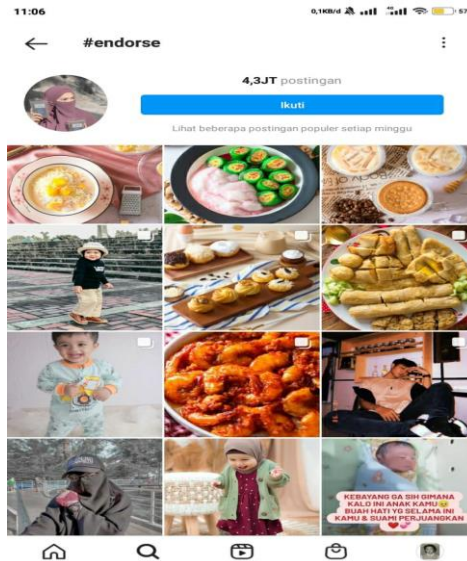 11:06
0,1KB/d
57
#endorse
4,3JT postingan
Ikuti
Lihat beberapa postingan populer setiap minggu
KEBAYANG GA SIH GIMANA
KALO INI ANAK KAMU
BUAH HATI YG SELAMA INI
KAMU & SUAMI PERJUANGKAN